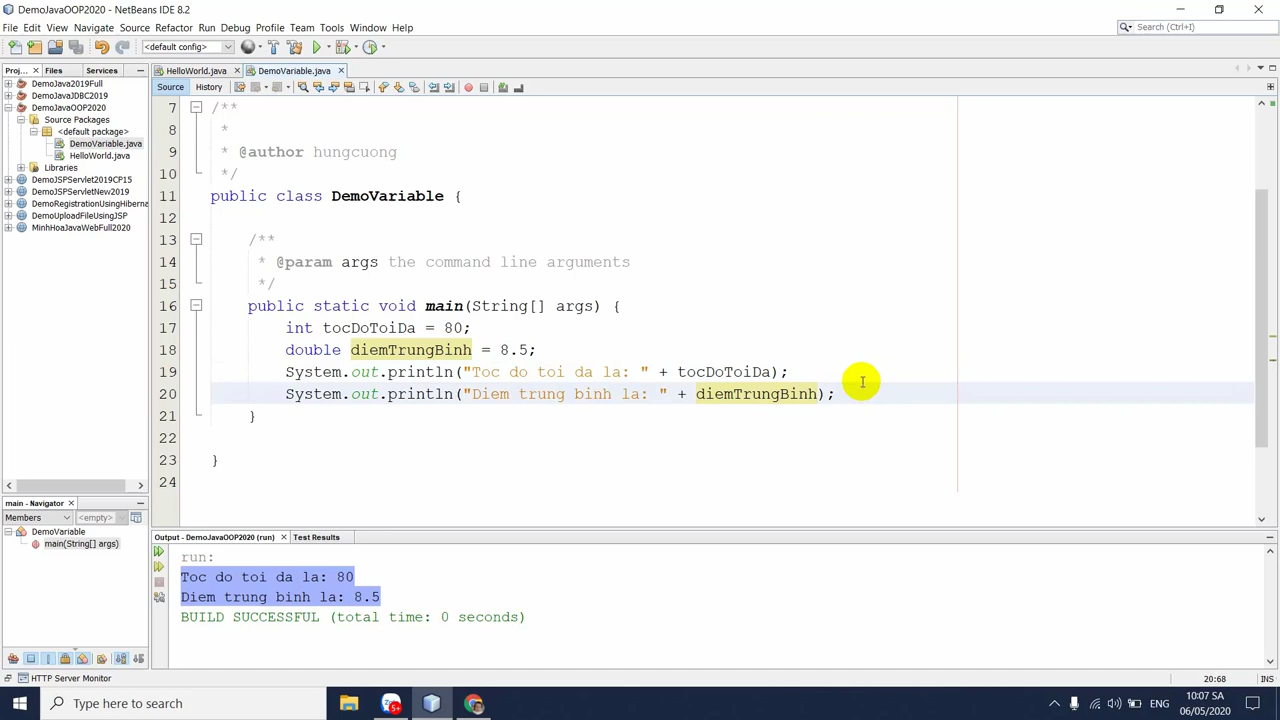 DemoJavaOOP2020 - NetBeans IDE 8.2
File Edit View Navigate Source Refactor Run Debug Profile Team Tools Window Help
Search (Ctrl+I)
<default config>
Proj... Files Services
HelloWorld.java DemoVariable.java
Source History
DemoJava2019Full
DemoJavaJDBC2019
DemoJavaOOP2020
Source Packages
<default package>
DemoVariable.java
HelloWorld.java
Libraries
DemoJSPServlet2019CP15
DemoJSPServletNew2019
DemoRegistrationUsingHiberna
DemoUploadFileUsingJSP
MinhHoaJavaWebFull2020
7 /**
8 *
9 * @author hungcuong
10 */
11 public class DemoVariable {
12
13 /**
14 * @param args the command line arguments
15 */
16 public static void main(String[] args) {
17 int tocDoToiDa = 80;
18 double diemTrungBinh = 8.5;
19 System.out.println("Toc do toi da la: " + tocDoToiDa);
20 System.out.println("Diem trung binh la: " + diemTrungBinh);
21 }
22
23 }
24
main - Navigator
Members <empty>
DemoVariable
main(String[] args)
Output - DemoJavaOOP2020 (run) Test Results
run:
Toc do toi da la: 80
Diem trung binh la: 8.5
BUILD SUCCESSFUL (total time: 0 seconds)
HTTP Server Monitor
20:68 INS
Type here to search
5+
ENG
10:07 SA
06/05/2020